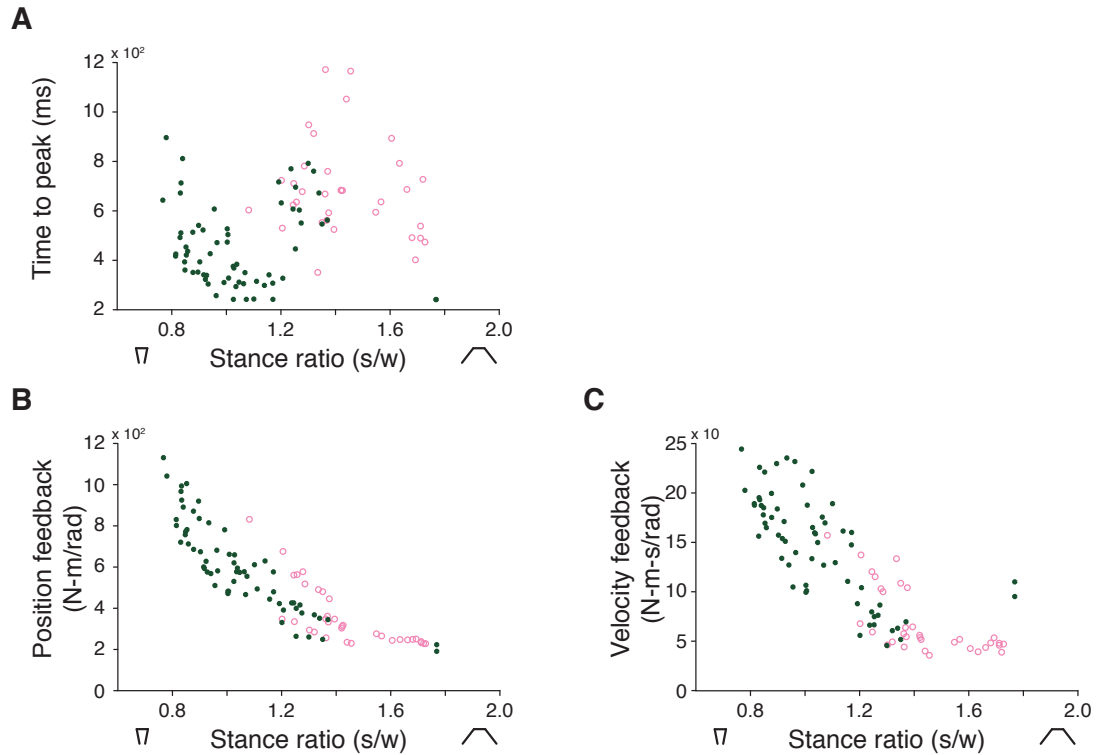 A
x 10²
12
10
8
6
4
2
Time to peak (ms)
0.8
1.2
1.6
2.0
Stance ratio (s/w)
B
x 10²
12
10
8
6
4
2
0
Position feedback
(N-m/rad)
0.8
1.2
1.6
2.0
Stance ratio (s/w)
C
x 10
25
20
15
10
5
0
Velocity feedback
(N-m-s/rad)
0.8
1.2
1.6
2.0
Stance ratio (s/w)